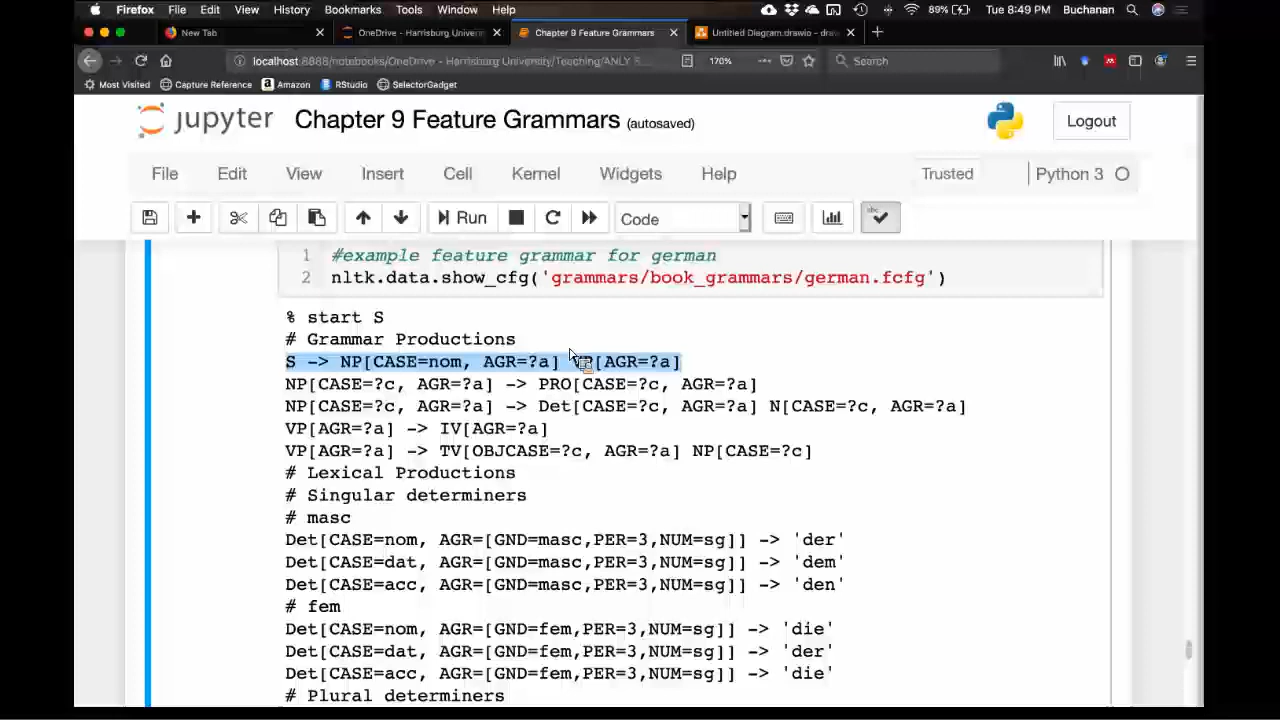 Firefox File Edit View History Bookmarks Tools Window Help 89% Tue 8:49 PM Buchanan
New Tab × OneDrive - Harrisburg Univer × Chapter 9 Feature Grammars × Untitled Diagram.drawio - draw ×
localhost:8888/notebooks/OneDrive - Harrisburg University/Teaching/ANLY 5 170% Search
Most Visited Capture Reference Amazon RStudio SelectorGadget
jupyter Chapter 9 Feature Grammars (autosaved) Logout
File Edit View Insert Cell Kernel Widgets Help Trusted Python 3
Run Code abc
1 #example feature grammar for german
2 nltk.data.show_cfg('grammars/book_grammars/german.fcfg')
% start S
# Grammar Productions
S -> NP[CASE=nom, AGR=?a] VP[AGR=?a]
NP[CASE=?c, AGR=?a] -> PRO[CASE=?c, AGR=?a]
NP[CASE=?c, AGR=?a] -> Det[CASE=?c, AGR=?a] N[CASE=?c, AGR=?a]
VP[AGR=?a] -> IV[AGR=?a]
VP[AGR=?a] -> TV[OBJCASE=?c, AGR=?a] NP[CASE=?c]
# Lexical Productions
# Singular determiners
# masc
Det[CASE=nom, AGR=[GND=masc,PER=3,NUM=sg]] -> 'der'
Det[CASE=dat, AGR=[GND=masc,PER=3,NUM=sg]] -> 'dem'
Det[CASE=acc, AGR=[GND=masc,PER=3,NUM=sg]] -> 'den'
# fem
Det[CASE=nom, AGR=[GND=fem,PER=3,NUM=sg]] -> 'die'
Det[CASE=dat, AGR=[GND=fem,PER=3,NUM=sg]] -> 'der'
Det[CASE=acc, AGR=[GND=fem,PER=3,NUM=sg]] -> 'die'
# Plural determiners